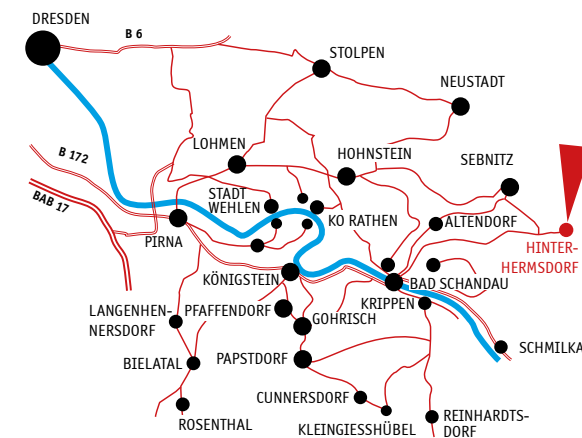 DRESDEN
B 6
STOLPEN
NEUSTADT
B 172
LOHMEN
HOHNSTEIN
SEBNITZ
BAB 17
STADT
WEHLEN
KO RATHEN
ALTENDORF
PIRNA
HINTER-
HERMSDORF
KÖNIGSTEIN
BAD SCHANDAU
KRIPPEN
LANGENHEN-
NERSDORF
PFAFFENDORF
GOHRISCH
SCHMILKA
BIELATAL
PAPSTDORF
CUNNERSDORF
ROSENTHAL
KLEINGIESSHÜBEL
REINHARDTS-
DORF